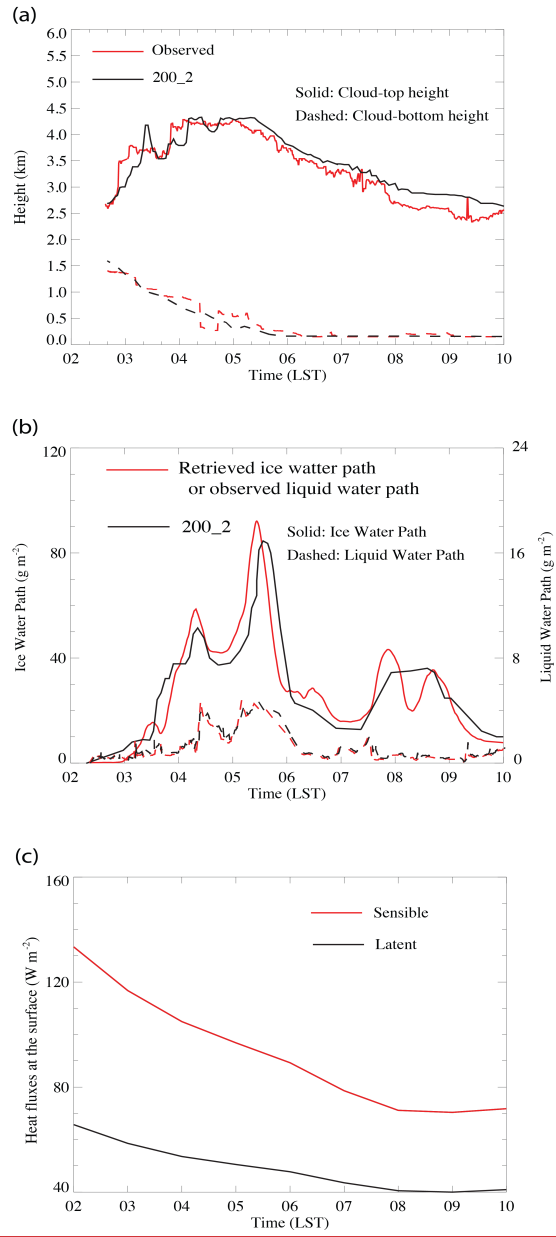 (a)
6.0
5.5
5.0
4.5
4.0
3.5
3.0
2.5
2.0
1.5
1.0
0.5
0.0
Height (km)
Observed
200_2
Solid: Cloud-top height
Dashed: Cloud-bottom height
02 03 04 05 06 07 08 09 10
Time (LST)
(b)
120
80
40
0
Ice Water Path (g m-2)
Retrieved ice watter path
or observed liquid water path
200_2
Solid: Ice Water Path
Dashed: Liquid Water Path
24
16
8
0
Liquid Water Path (g m-2)
02 03 04 05 06 07 08 09 10
Time (LST)
(c)
160
120
80
40
Heat fluxes at the surface (W m-2)
Sensible
Latent
02 03 04 05 06 07 08 09 10
Time (LST)